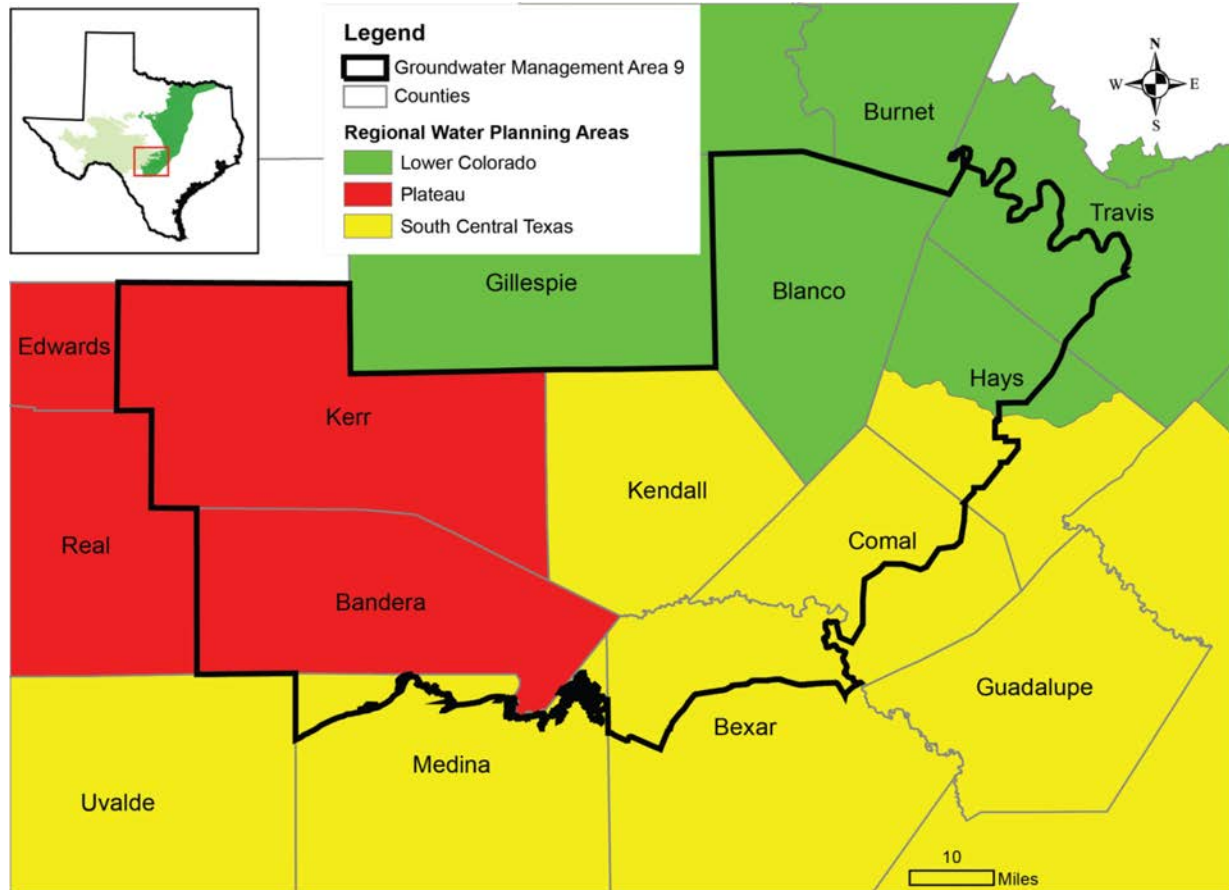 Legend
Groundwater Management Area 9
Counties
Regional Water Planning Areas
Lower Colorado
Plateau
South Central Texas
N
W
E
S
Burnet
Travis
Gillespie
Blanco
Edwards
Hays
Kerr
Kendall
Real
Comal
Bandera
Guadalupe
Bexar
Medina
Uvalde
10
Miles